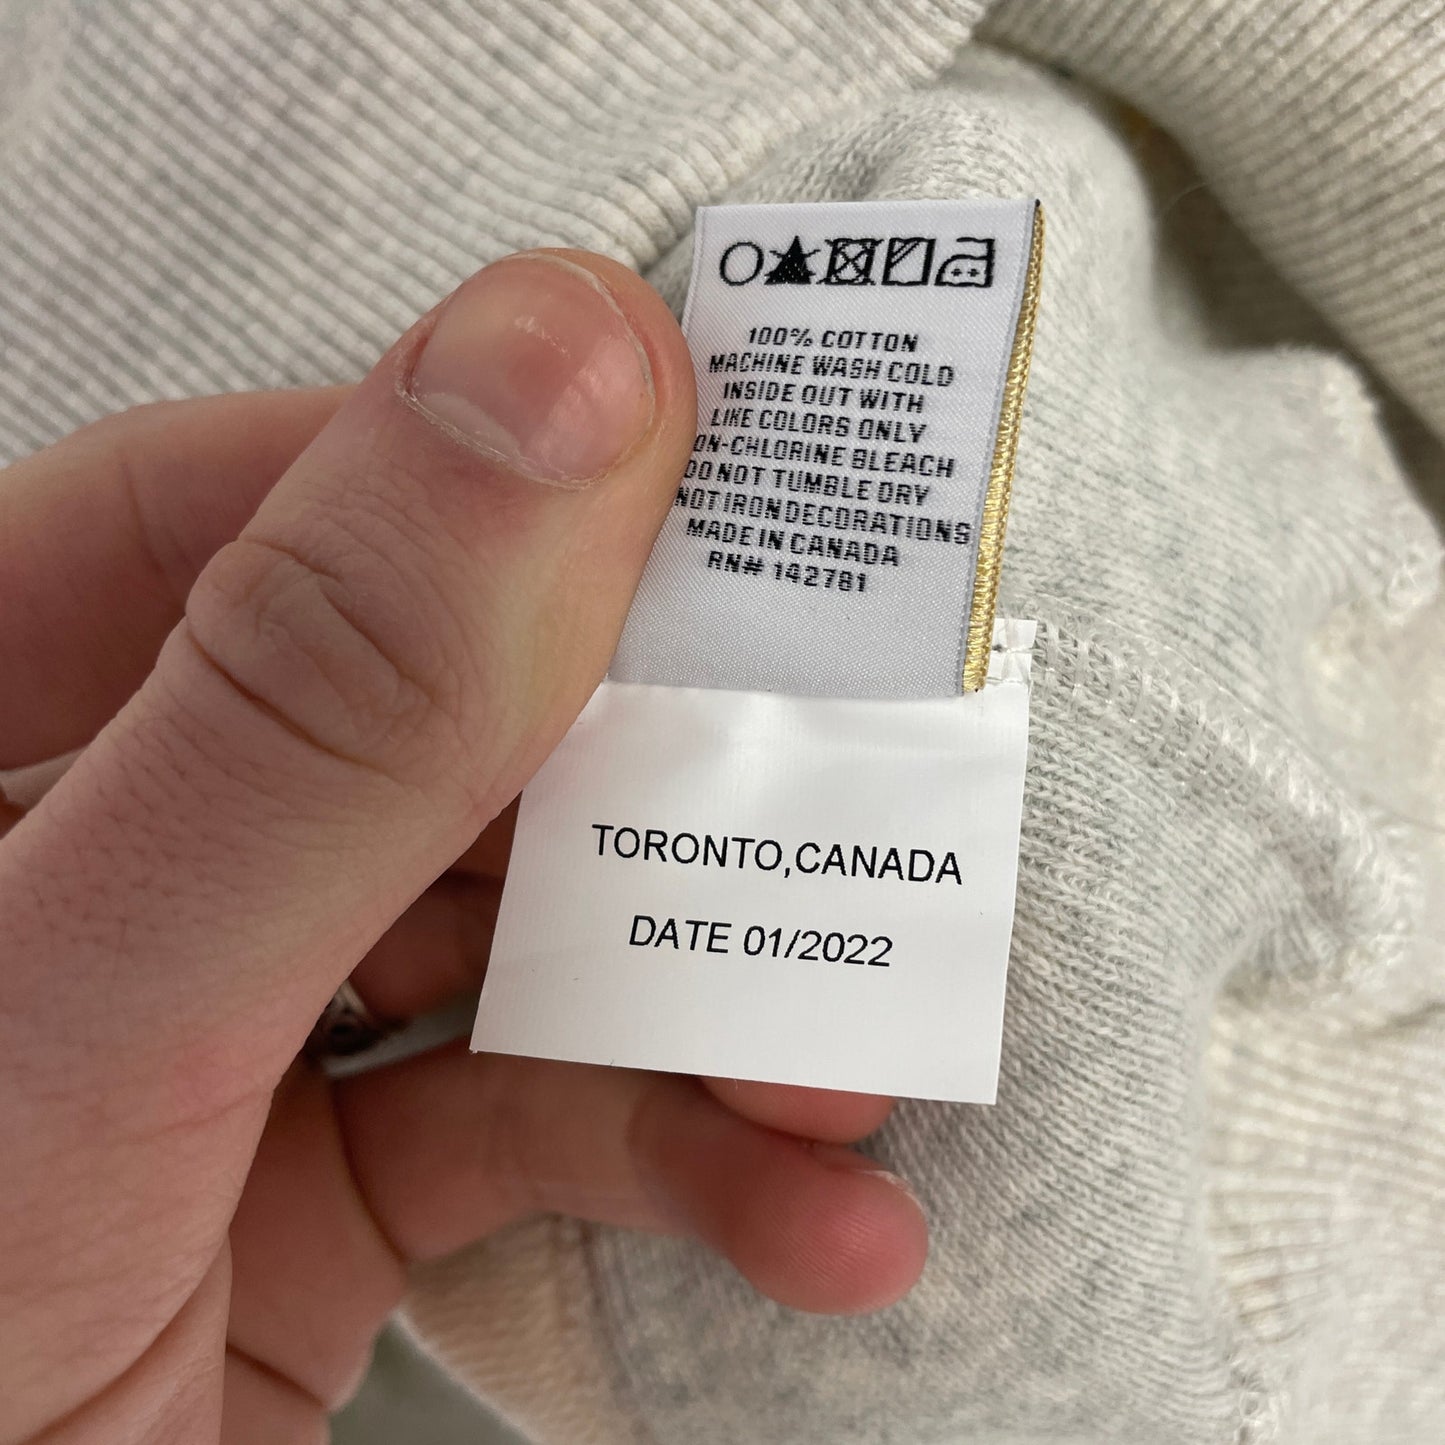 100% COTTON
MACHINE WASH COLD
INSIDE OUT WITH
LIKE COLORS ONLY
ON-CHLORINE BLEACH
DO NOT TUMBLE DRY
NOT IRON DECORATIONS
MADE IN CANADA
RN# 142781
TORONTO,CANADA
DATE 01/2022